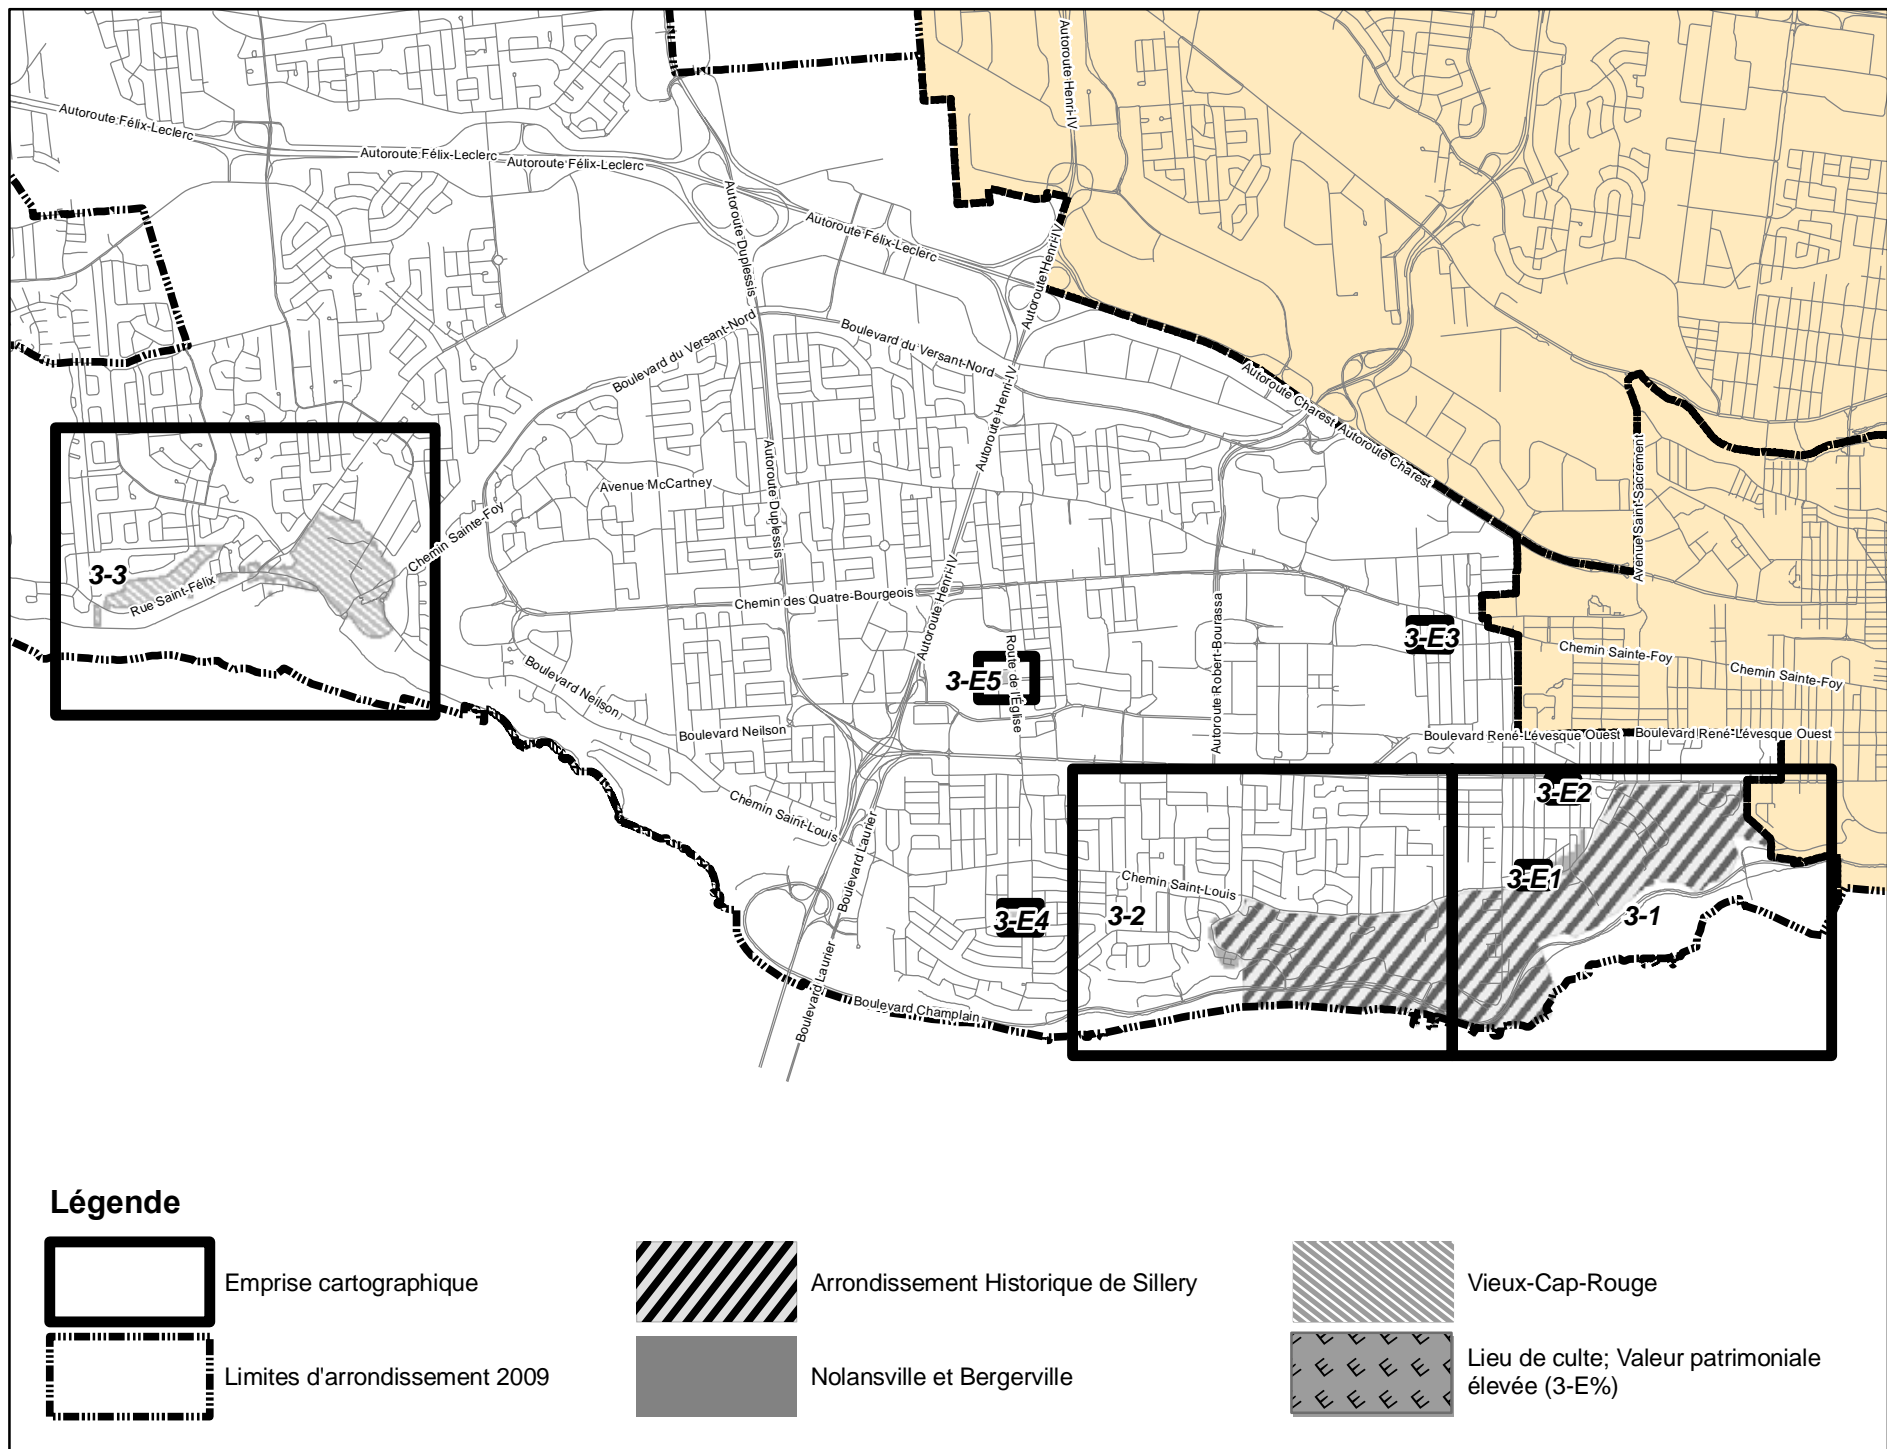 Autoroute Henri-IV
Autoroute Félix-Leclerc
Autoroute Félix-Leclerc
Autoroute Félix-Leclerc
Autoroute Duplessis
Autoroute Félix-Leclerc
Autoroute Henri-IV
Autoroute Henri-IV
Boulevard du Versant-Nord
Boulevard du Versant-Nord
Autoroute Henri-IV
Autoroute Charest
Autoroute Charest
Avenue Saint-Sacrement
Autoroute Duplessis
Avenue McCartney
Chemin Sainte-Foy
3-3
Rue Saint-Félix
Chemin des Quatre-Bourgeois
Autoroute Henri-IV
Autoroute Robert-Bourassa
3-E3
Chemin Sainte-Foy
Chemin Sainte-Foy
Route de l'Église
3-E5
Boulevard Neilson
Boulevard Neilson
Boulevard René-Lévesque Ouest
Boulevard René-Lévesque Ouest
3-E2
Chemin Saint-Louis
Boulevard Laurier
Chemin Saint-Louis
3-E1
3-E4
3-2
3-1
Boulevard Laurier
Boulevard Champlain
Légende
Emprise cartographique
Arrondissement Historique de Sillery
Vieux-Cap-Rouge
Limites d'arrondissement 2009
Nolansville et Bergerville
E E E E E
E E E E
E E E E E
Lieu de culte; Valeur patrimoniale
élevée (3-E%)